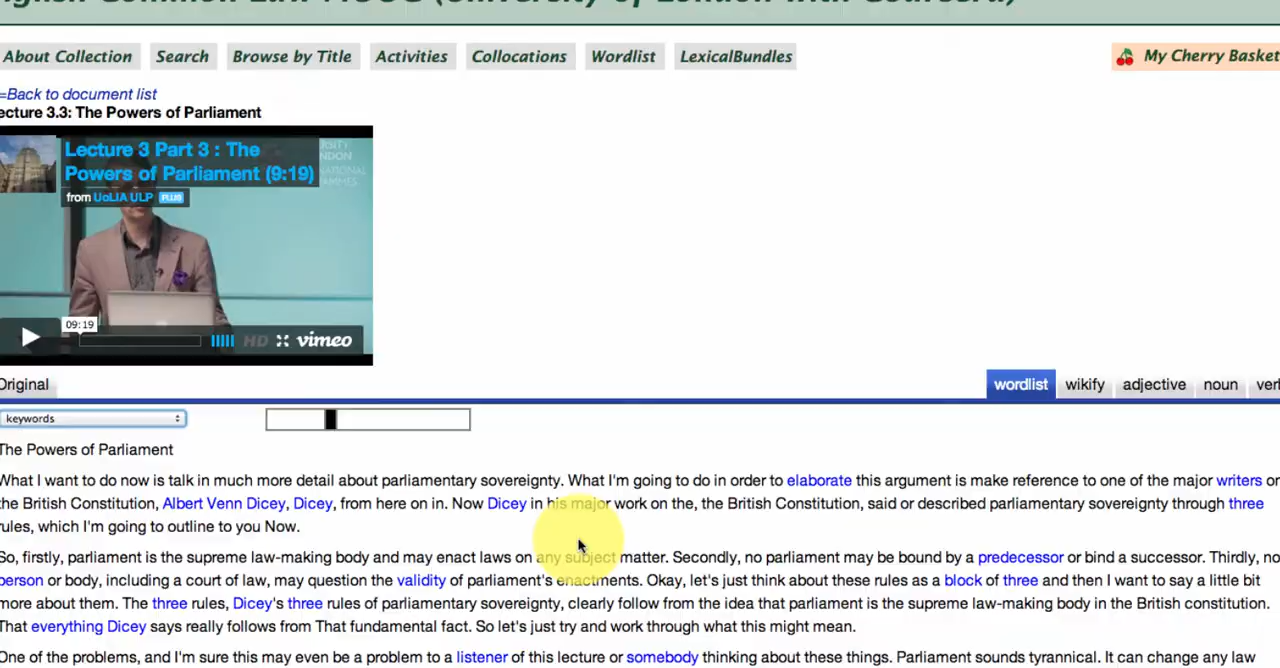 English Common Law MOOC (University of London with Coursera)
About Collection Search Browse by Title Activities Collocations Wordlist LexicalBundles My Cherry Basket
=Back to document list
ecture 3.3: The Powers of Parliament
Lecture 3 Part 3 : The
Powers of Parliament (9:19)
from UoLIA ULP PLUS
09:19
HD vimeo
Original wordlist wikify adjective noun verl
keywords
The Powers of Parliament
What I want to do now is talk in much more detail about parliamentary sovereignty. What I'm going to do in order to elaborate this argument is make reference to one of the major writers or
the British Constitution, Albert Venn Dicey, Dicey, from here on in. Now Dicey in his major work on the, the British Constitution, said or described parliamentary sovereignty through three
rules, which I'm going to outline to you Now.
So, firstly, parliament is the supreme law-making body and may enact laws on any subject matter. Secondly, no parliament may be bound by a predecessor or bind a successor. Thirdly, no
person or body, including a court of law, may question the validity of parliament's enactments. Okay, let's just think about these rules as a block of three and then I want to say a little bit
more about them. The three rules, Dicey's three rules of parliamentary sovereignty, clearly follow from the idea that parliament is the supreme law-making body in the British constitution.
That everything Dicey says really follows from That fundamental fact. So let's just try and work through what this might mean.
One of the problems, and I'm sure this may even be a problem to a listener of this lecture or somebody thinking about these things. Parliament sounds tyrannical. It can change any law